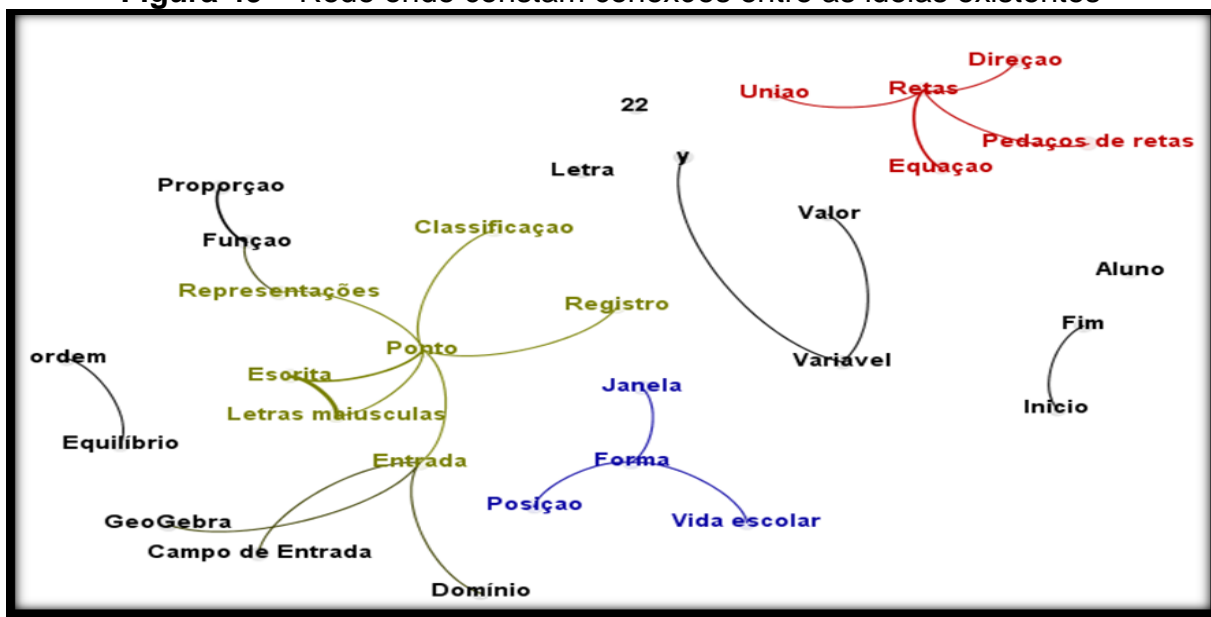 Figura 49 – Rede onde constam conexões entre as ideias existentes
Direçao
Uniao
Retas
22
Pedaços de retas
y
Letra
Equaçao
Proporçao
Valor
Classificaçao
Funçao
Aluno
Representações
Registro
Fim
Ponto
ordem
Variavel
Escrita
Janela
Letras maiusculas
Inicio
Equilíbrio
Entrada
Forma
Posiçao
GeoGebra
Vida escolar
Campo de Entrada
Domínio